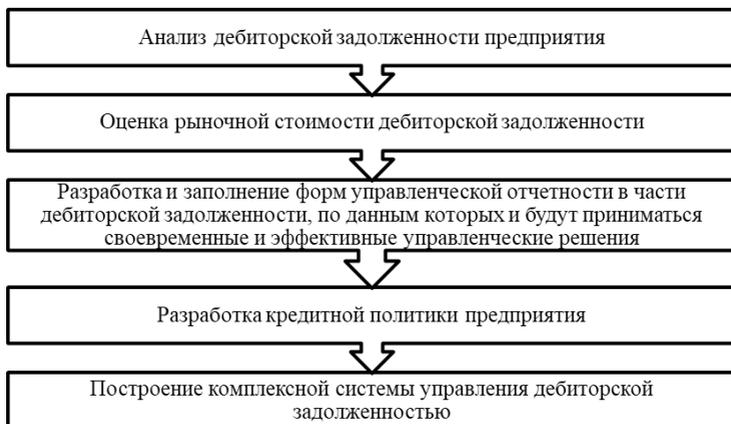 Анализ дебиторской задолженности предприятия
Оценка рыночной стоимости дебиторской задолженности
Разработка и заполнение форм управленческой отчетности в части
дебиторской задолженности, по данным которых и будут приниматься
своевременные и эффективные управленческие решения
Разработка кредитной политики предприятия
Построение комплексной системы управления дебиторской
задолженностью